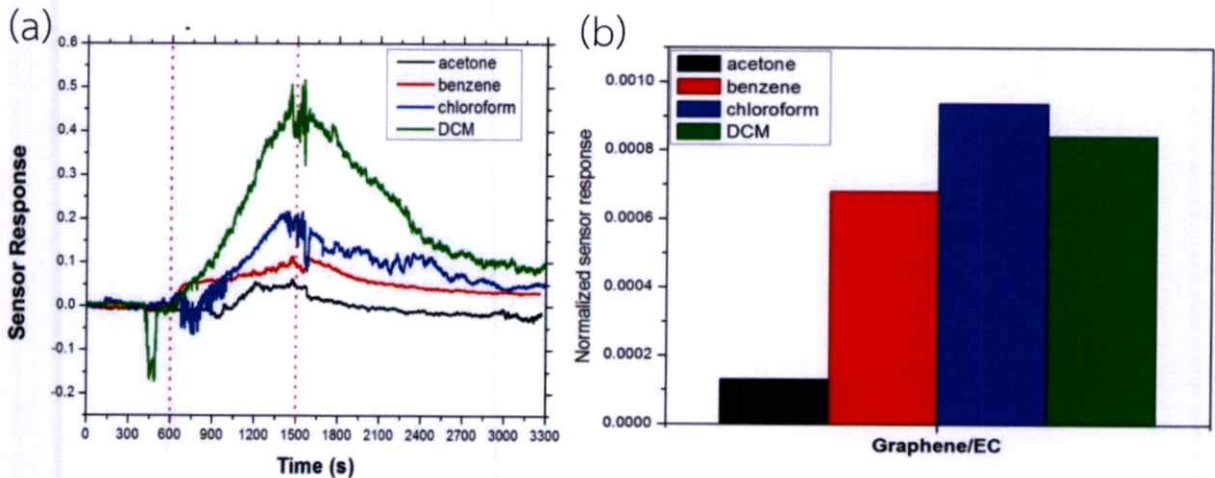 (a)
0.6
0.5
0.4
0.3
0.2
0.1
0.0
-0.1
-0.2
Sensor Response
acetone
benzene
chloroform
DCM
0 300 600 900 1200 1500 1800 2100 2400 2700 3000 3300
Time (s)
(b)
0.0010
0.0008
0.0006
0.0004
0.0002
0.0000
Normalized sensor response
acetone
benzene
chloroform
DCM
Graphene/EC